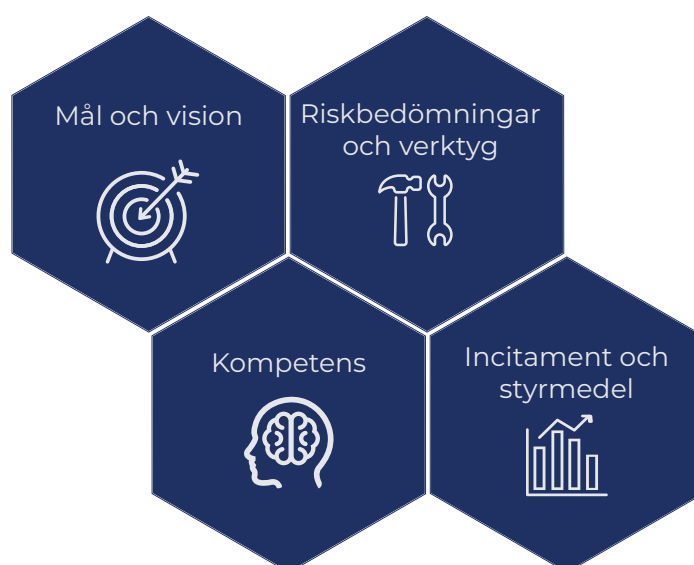 Mål och vision
Riskbedömningar
och verktyg
Kompetens
Incitament och
styrmedel